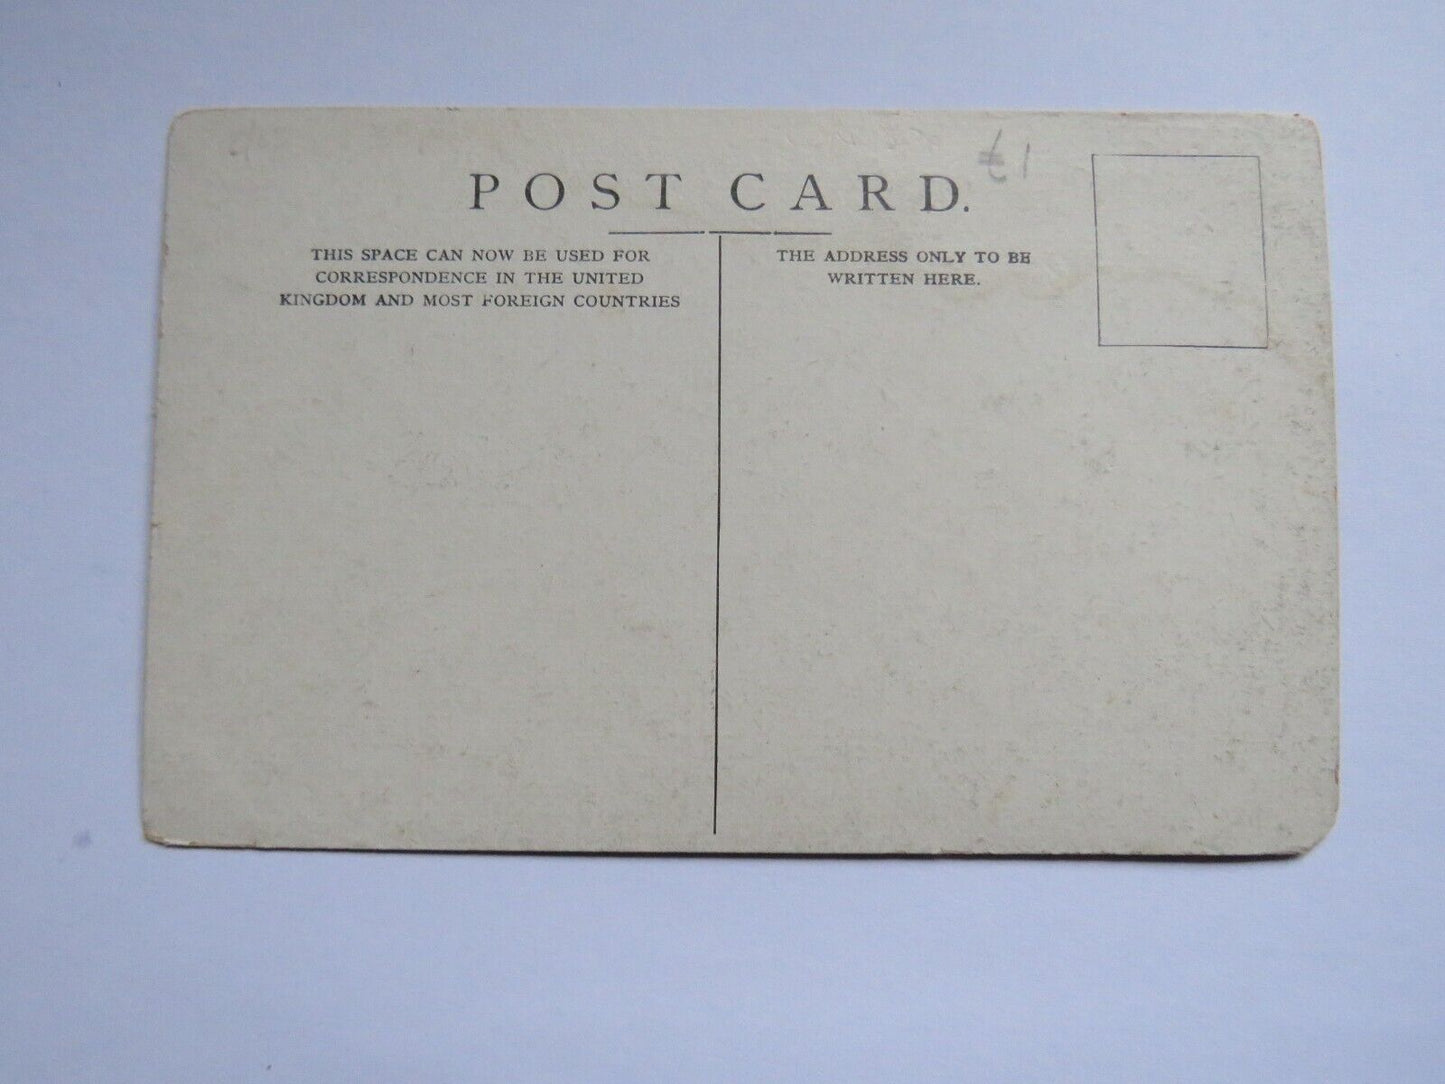 POST CARD.
£1
THIS SPACE CAN NOW BE USED FOR
CORRESPONDENCE IN THE UNITED
KINGDOM AND MOST FOREIGN COUNTRIES
THE ADDRESS ONLY TO BE
WRITTEN HERE.